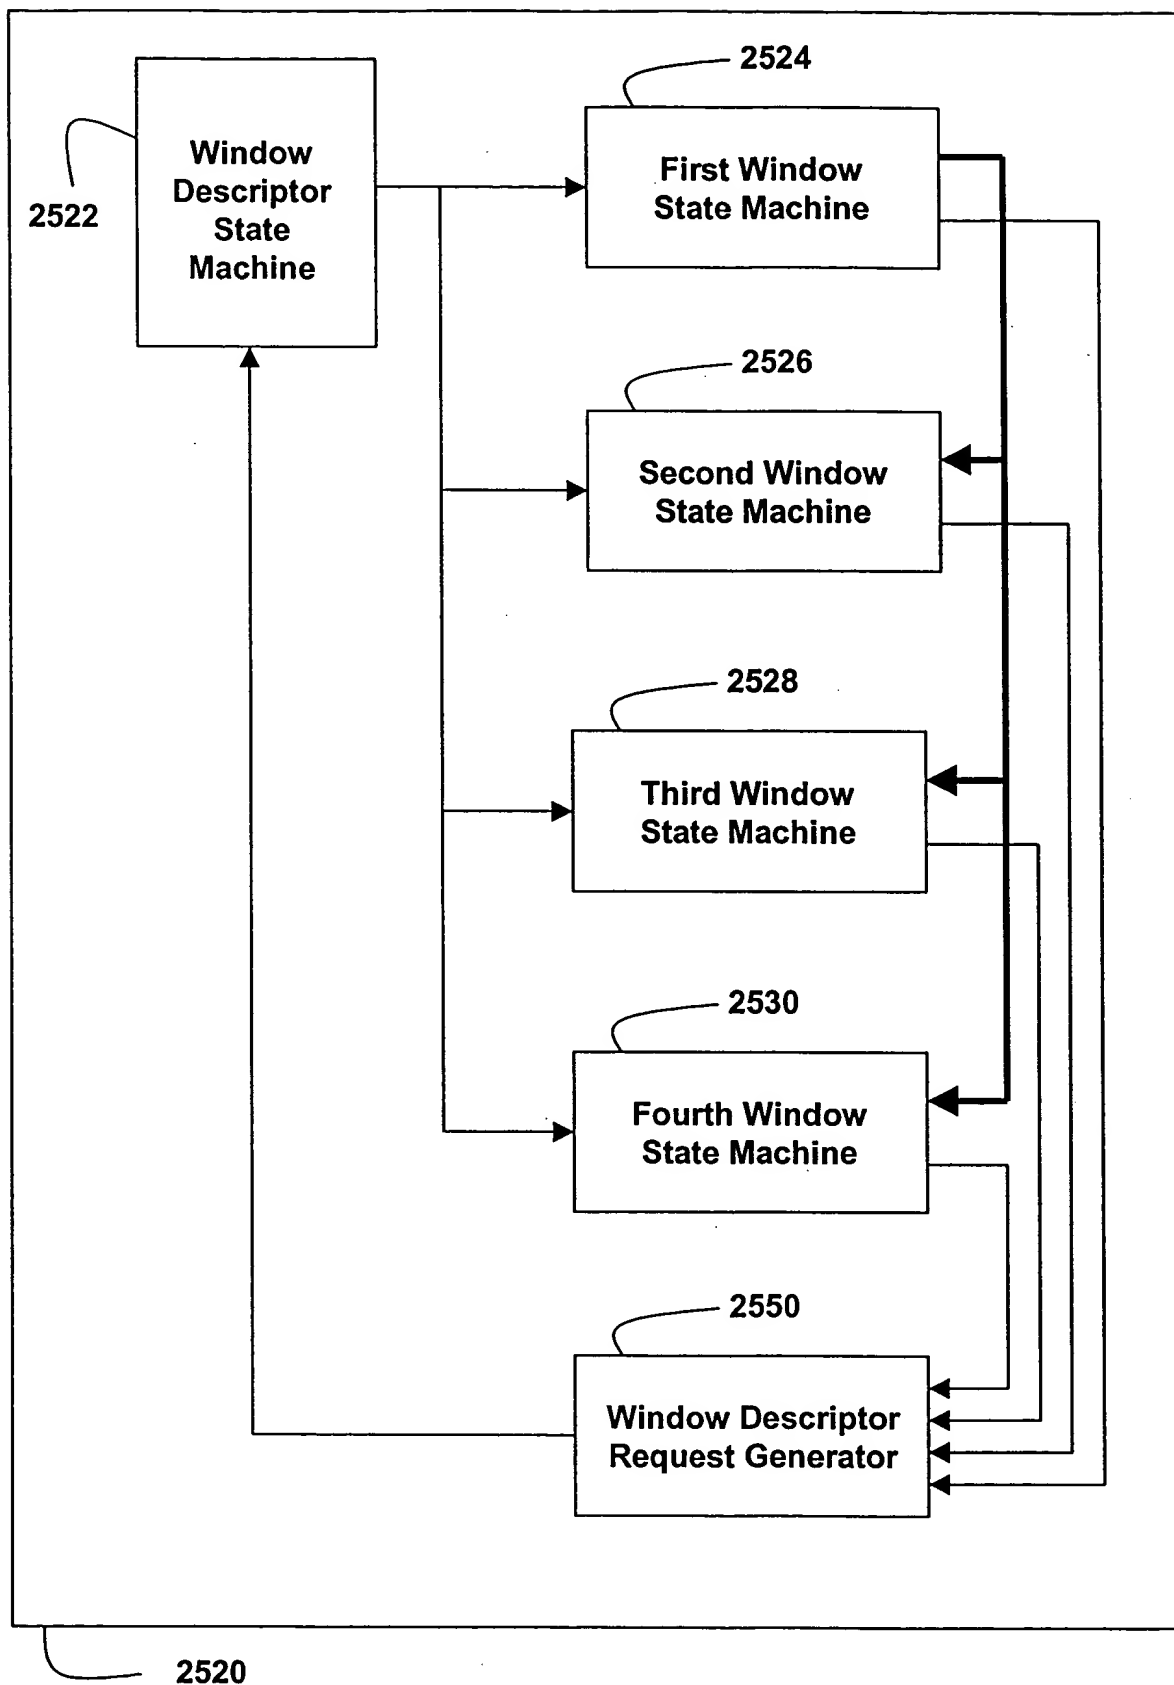 2524
Window
Descriptor
State
Machine
2522
First Window
State Machine
2526
Second Window
State Machine
2528
Third Window
State Machine
2530
Fourth Window
State Machine
2550
Window Descriptor
Request Generator
2520